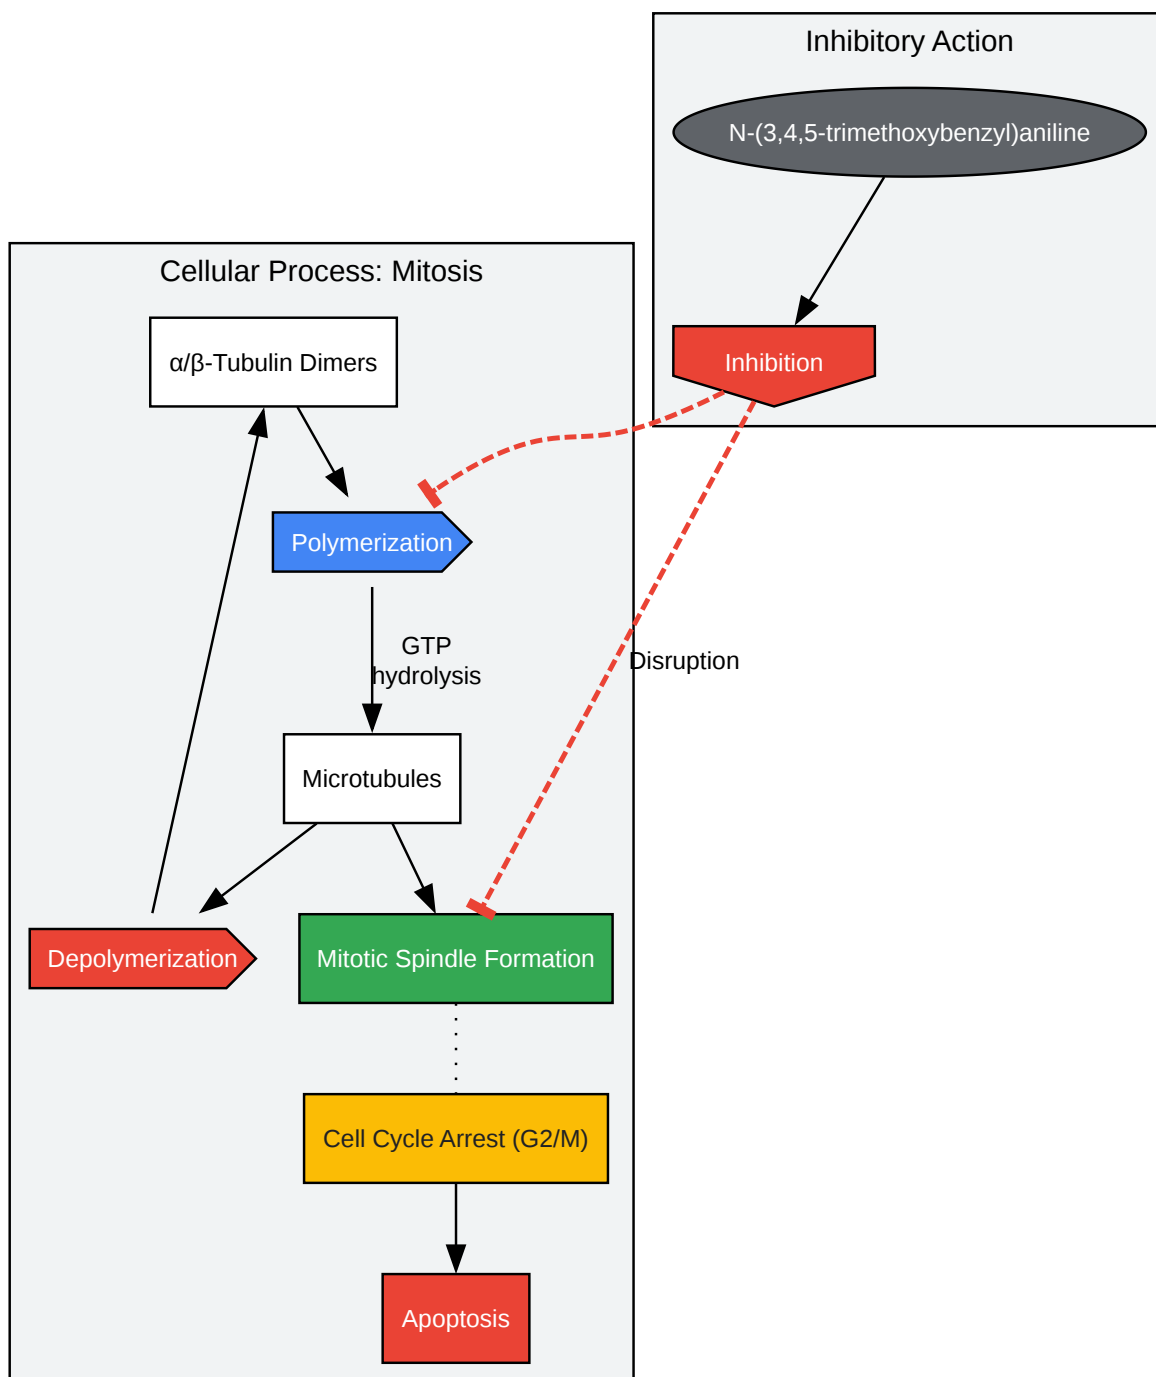 Inhibitory Action
N-(3,4,5-trimethoxybenzyl)aniline
Inhibition
Cellular Process: Mitosis
α/β-Tubulin Dimers
Polymerization
GTP
hydrolysis
Disruption
Microtubules
Depolymerization
Mitotic Spindle Formation
Cell Cycle Arrest (G2/M)
Apoptosis